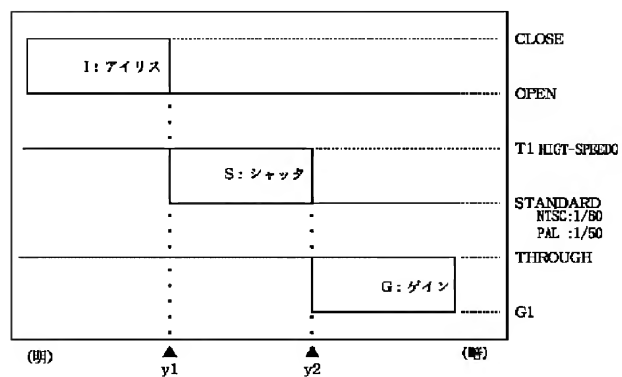 CLOSE
I：アイリス
OPEN
T1 HIGT-SPEEDG
S：シャッタ
STANDARD
NTSC:1/60
PAL :1/50
THROUGH
G：ゲイン
G1
(明)
y1
y2
(暗)